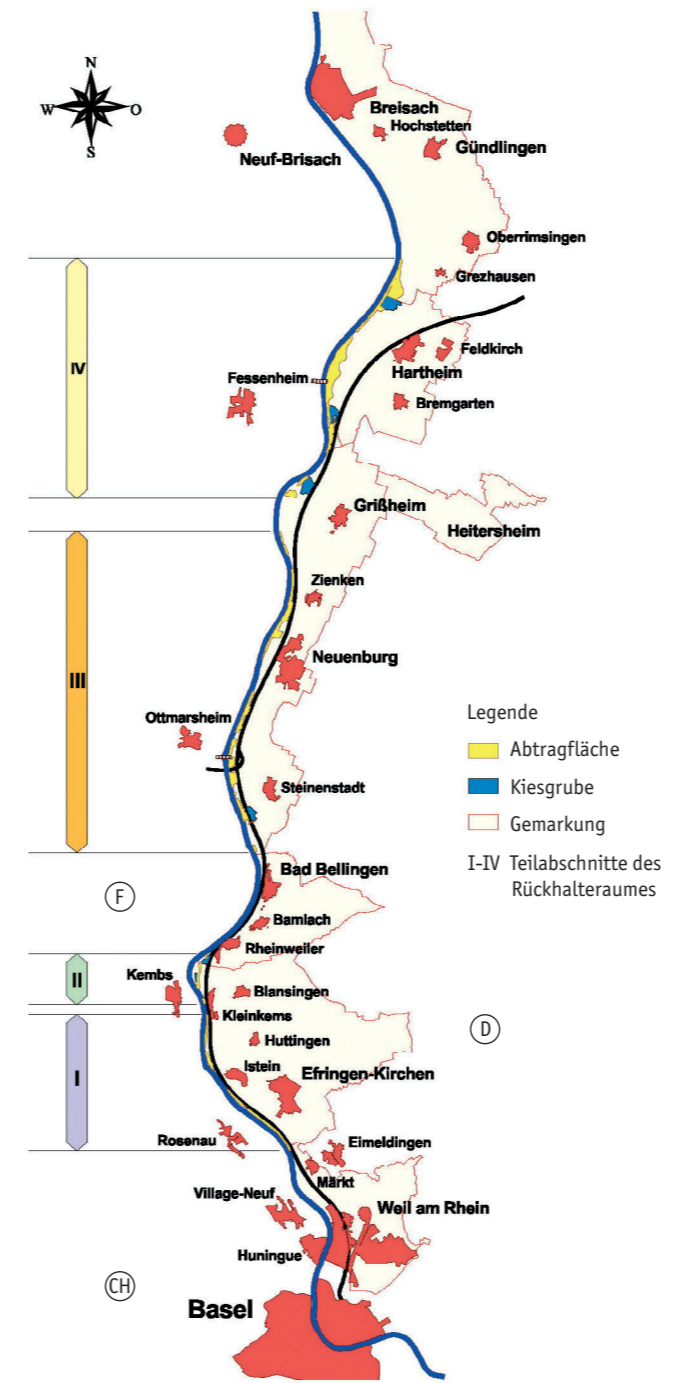 N
W
O
S
Breisach
Hochstetten
Gündlingen
Neuf-Brisach
Oberrimsingen
Grezhausen
IV
Feldkirch
Hartheim
Fessenheim
Bremgarten
Grißheim
Heitersheim
Zienken
Neuenburg
III
Ottmarsheim
Steinenstadt
Legende
Abtragfläche
Kiesgrube
Gemarkung
I-IV Teilabschnitte des
Rückhalteraumes
Bad Bellingen
F
Bamlach
Rheinweiler
II
Kembs
Blansingen
Kleinkems
D
Huttingen
Istein
Efringen-Kirchen
I
Rosenau
Eimeldingen
Märkt
Village-Neuf
Weil am Rhein
Huningue
CH
Basel